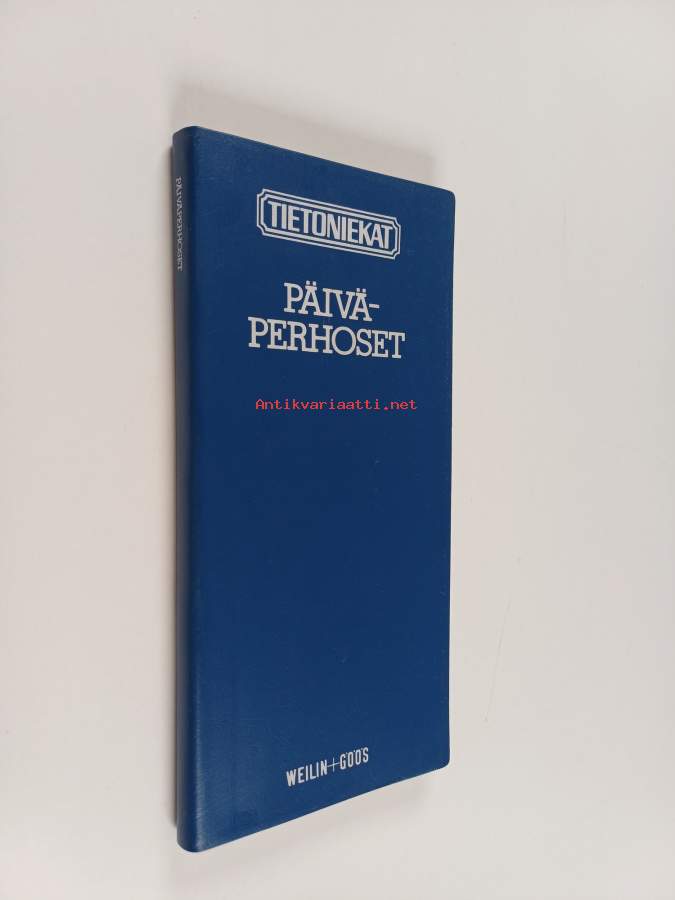 PÄIVÄPERHOSET
TIETONIEKAT
PÄIVÄ-
PERHOSET
Antikvariaatti.net
WEILIN+GÖÖS